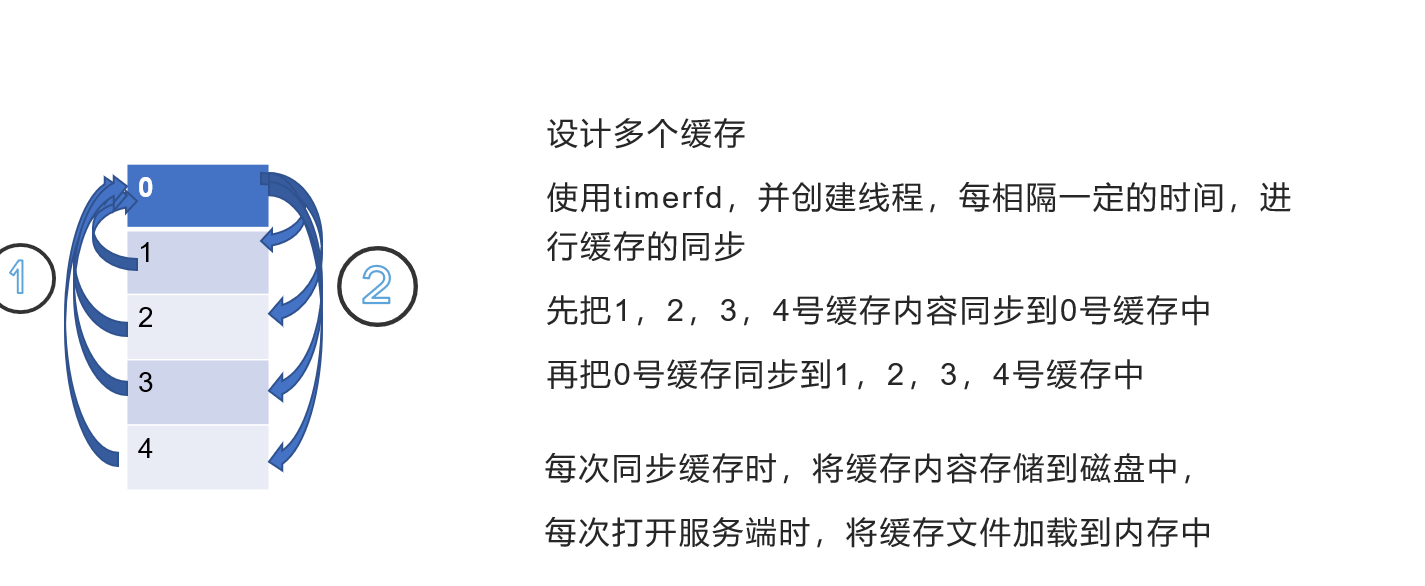 设计多个缓存
使用timerfd，并创建线程，每相隔一定的时间，进
行缓存的同步
先把1，2，3，4号缓存内容同步到0号缓存中
再把0号缓存同步到1，2，3，4号缓存中
每次同步缓存时，将缓存内容存储到磁盘中，
每次打开服务端时，将缓存文件加载到内存中
0
1
2
3
4
1
2